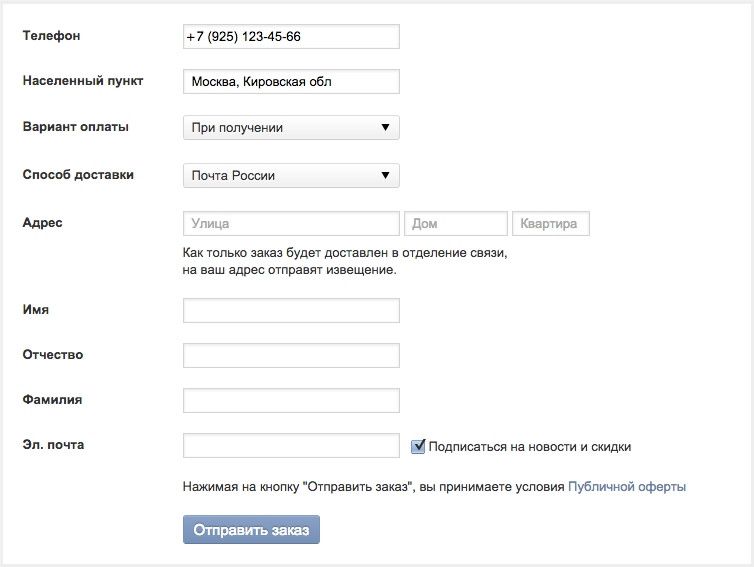 Телефон +7 (925) 123-45-66
Населенный пункт Москва, Кировская обл
Вариант оплаты При получении
Способ доставки Почта России
Адрес Улица Дом Квартира
Как только заказ будет доставлен в отделение связи,
на ваш адрес отправят извещение.
Имя
Отчество
Фамилия
Эл. почта Подписаться на новости и скидки
Нажимая на кнопку "Отправить заказ", вы принимаете условия Публичной оферты
Отправить заказ